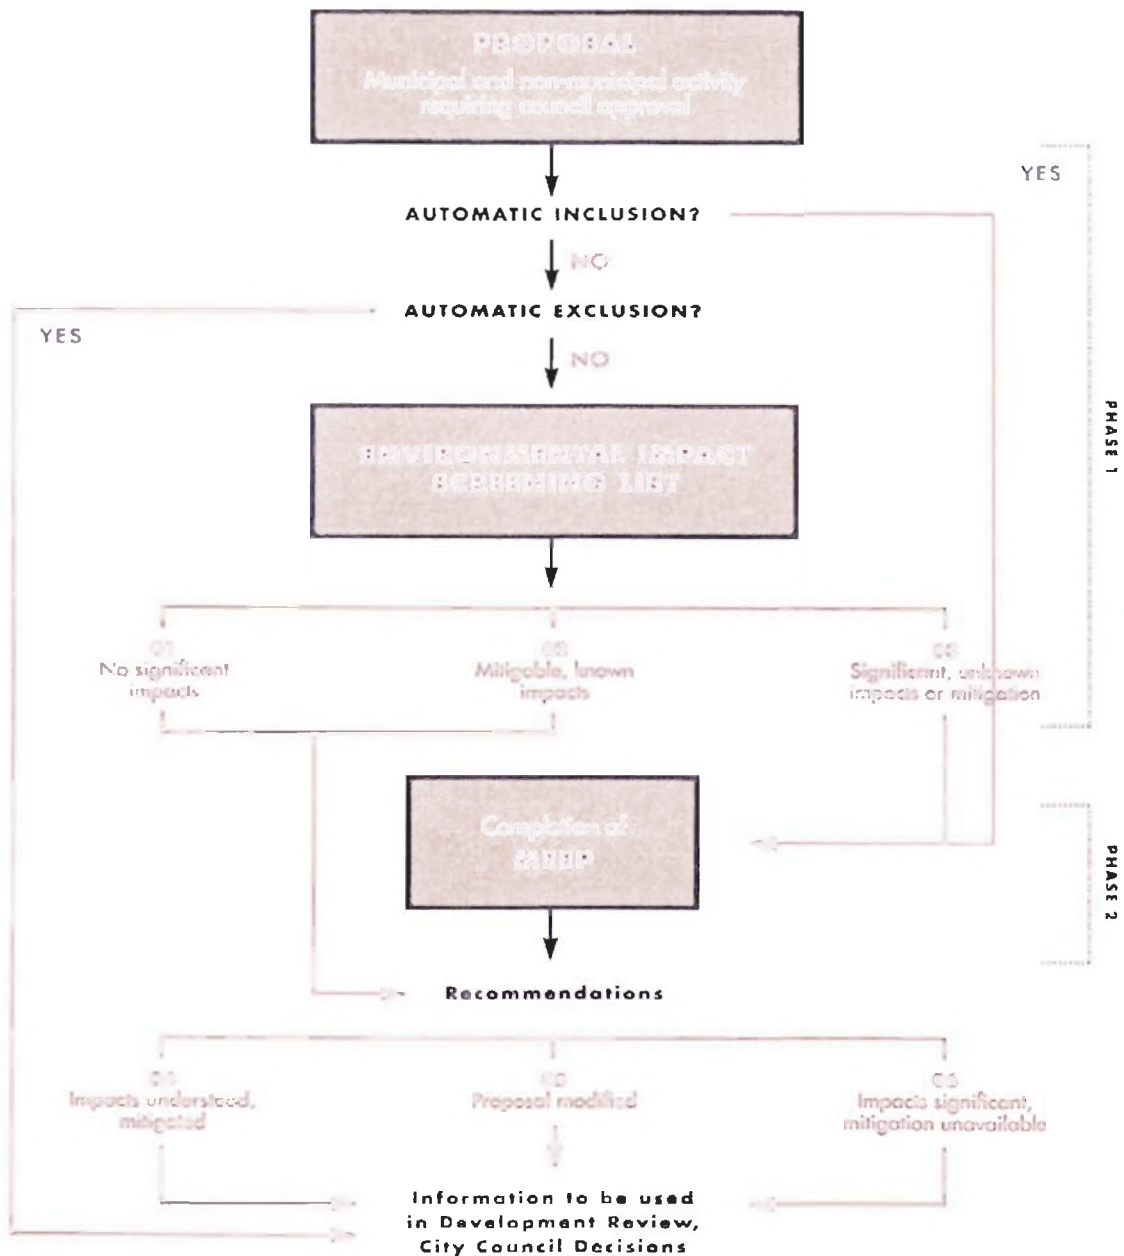 PROPOSAL
Municipal and non-municipal activity
requiring council approval
YES
AUTOMATIC INCLUSION?
NO
AUTOMATIC EXCLUSION?
YES
NO
PHASE 1
ENVIRONMENTAL IMPACT
SCREENING LIST
01
No significant
impacts
02
Mitigable, known
impacts
03
Significant, unknown
impacts or mitigation
Completion of
MEEP
PHASE 2
Recommendations
Impacts understood,
mitigated
Proposal modified
Impacts significant,
mitigation unavailable
Information to be used
in Development Review,
City Council Decisions